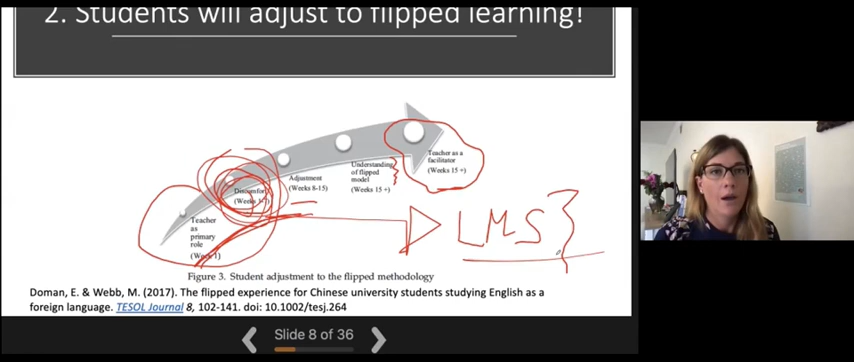 2. Students will adjust to flipped learning!
Teacher
as
primary
role
(Week 1)
Discomfort
Adjustment
(Weeks 8-15)
Understanding
of flipped
model
(Weeks 15 +)
Teacher as a
facilitator
(Weeks 15 +)
LMS
Figure 3. Student adjustment to the flipped methodology
Doman, E. & Webb, M. (2017). The flipped experience for Chinese university students studying English as a
foreign language. TESOL Journal 8, 102-141. doi: 10.1002/tesj.264
Slide 8 of 36